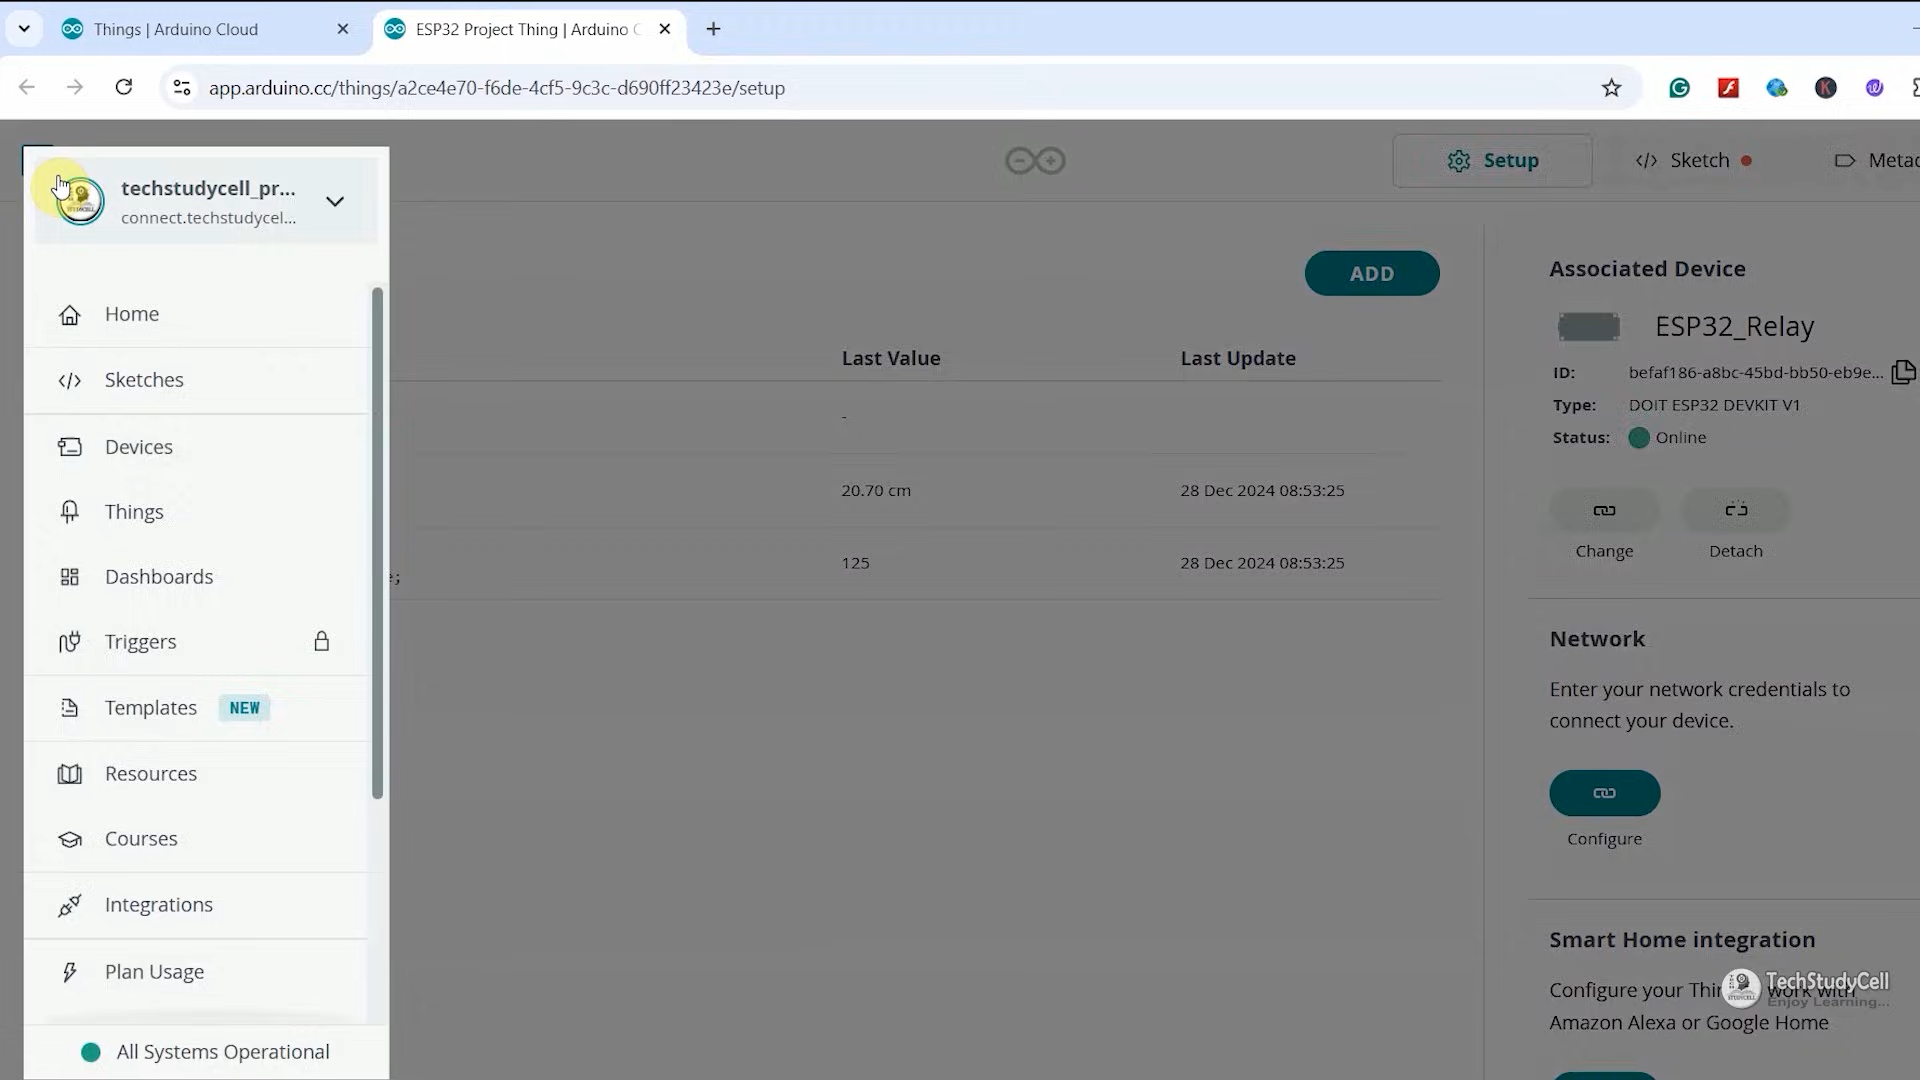 Things | Arduino Cloud
ESP32 Project Thing | Arduino C
app.arduino.cc/things/a2ce4e70-f6de-4cf5-9c3c-d690ff23423e/setup
techstudycell_pr...
connect.techstudycel...
Setup
</> Sketch
Metac
Home
Sketches
Devices
Things
Dashboards
Triggers
Templates NEW
Resources
Courses
Integrations
Plan Usage
All Systems Operational
ADD
Last Value Last Update
-
20.70 cm 28 Dec 2024 08:53:25
125 28 Dec 2024 08:53:25
e;
Associated Device
ESP32_Relay
ID: befaf186-a8bc-45bd-bb50-eb9e...
Type: DOIT ESP32 DEVKIT V1
Status: Online
Change Detach
Network
Enter your network credentials to
connect your device.
Configure
Smart Home integration
Configure your Thi work with
Amazon Alexa or Google Home
TechStudyCell
Enjoy Learning...